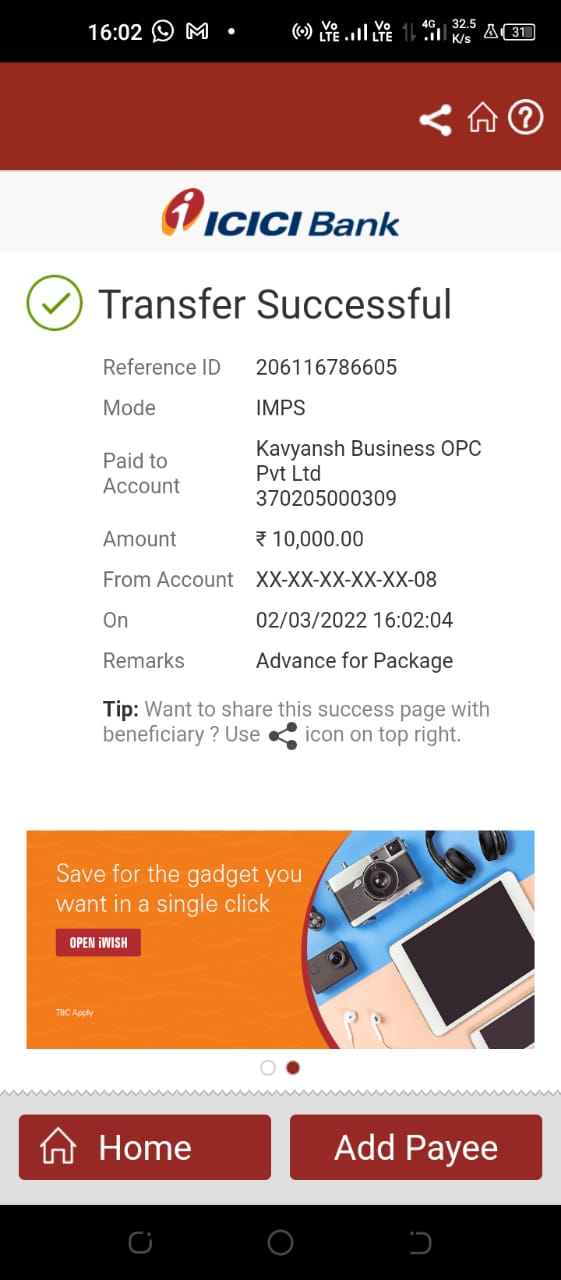 16:02
Vo LTE Vo LTE 4G 32.5 K/s 31
ICICI Bank
Transfer Successful
Reference ID 206116786605
Mode IMPS
Paid to Account Kavyansh Business OPC
Pvt Ltd
370205000309
Amount ₹ 10,000.00
From Account XX-XX-XX-XX-XX-08
On 02/03/2022 16:02:04
Remarks Advance for Package
Tip: Want to share this success page with
beneficiary ? Use icon on top right.
Save for the gadget you
want in a single click
OPEN iWISH
T&C Apply
Home Add Payee